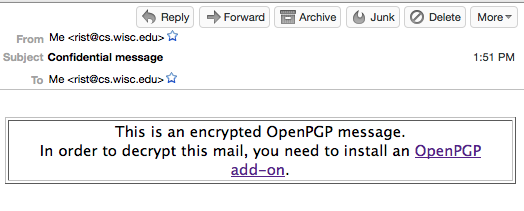 Reply Forward Archive Junk Delete More
From Me <rist@cs.wisc.edu>
Subject Confidential message 1:51 PM
To Me <rist@cs.wisc.edu>
This is an encrypted OpenPGP message.
In order to decrypt this mail, you need to install an OpenPGP
add-on.